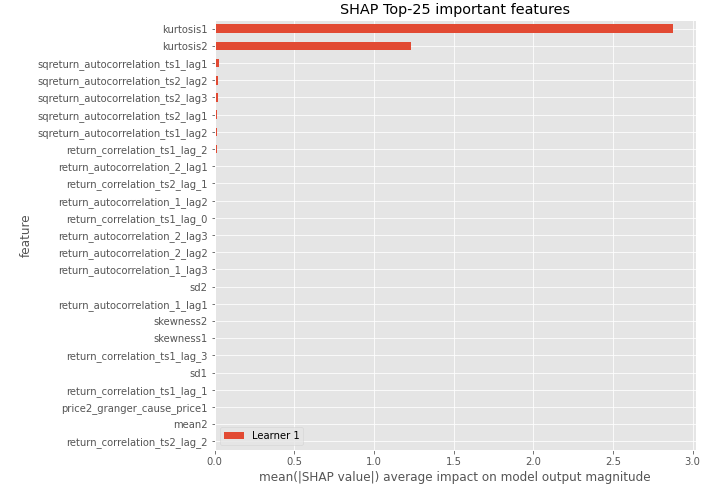 SHAP Top-25 important features
kurtosis1
kurtosis2
sqreturn_autocorrelation_ts1_lag1
sqreturn_autocorrelation_ts2_lag2
sqreturn_autocorrelation_ts2_lag3
sqreturn_autocorrelation_ts2_lag1
sqreturn_autocorrelation_ts1_lag2
return_correlation_ts1_lag_2
return_autocorrelation_2_lag1
return_correlation_ts2_lag_1
return_autocorrelation_1_lag2
return_correlation_ts1_lag_0
return_autocorrelation_2_lag3
return_autocorrelation_2_lag2
return_autocorrelation_1_lag3
sd2
return_autocorrelation_1_lag1
skewness2
skewness1
return_correlation_ts1_lag_3
sd1
return_correlation_ts1_lag_1
price2_granger_cause_price1
mean2
return_correlation_ts2_lag_2
feature
Learner 1
0.0 0.5 1.0 1.5 2.0 2.5 3.0
mean(|SHAP value|) average impact on model output magnitude